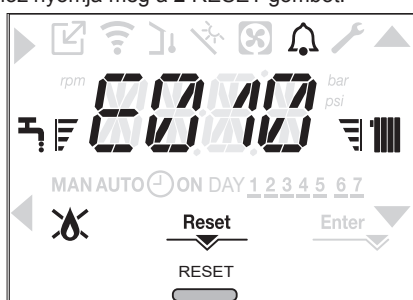 nyomja meg a 2 RESET gombot.
rpm
bar
psi
E010
MAN AUTO ON DAY 1 2 3 4 5 6 7
Reset
Enter
RESET